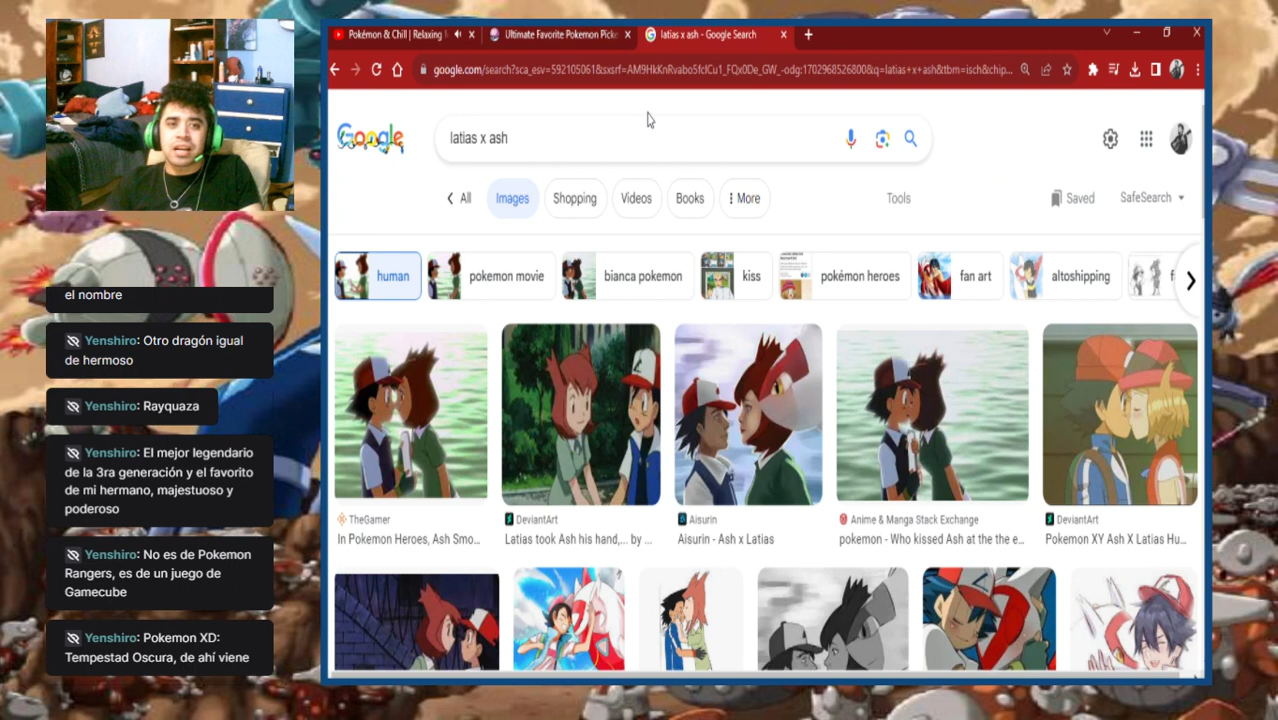 Pokémon & Chill | Relaxing
Ultimate Favorite Pokemon Picke
latias x ash - Google Search
google.com/search?sca_esv=592105061&sxsrf=AM9HkKnRvabo5fcICu1_FQx0De_GW_-odg:1702968526800&q=latias+x+ash&tbm=isch&chip...
Google
latias x ash
All
Images
Shopping
Videos
Books
More
Tools
Saved
SafeSearch
human
pokemon movie
bianca pokemon
kiss
pokémon heroes
fan art
altoshipping
TheGamer
In Pokemon Heroes, Ash Smo...
DeviantArt
Latias took Ash his hand,... by ...
Aisurin
Aisurin - Ash x Latias
Anime & Manga Stack Exchange
pokemon - Who kissed Ash at the the e...
DeviantArt
Pokemon XY Ash X Latias Hu...
el nombre
Yenshiro: Otro dragón igual
de hermoso
Yenshiro: Rayquaza
Yenshiro: El mejor legendario
de la 3ra generación y el favorito
de mi hermano, majestuoso y
poderoso
Yenshiro: No es de Pokemon
Rangers, es de un juego de
Gamecube
Yenshiro: Pokemon XD:
Tempestad Oscura, de ahí viene